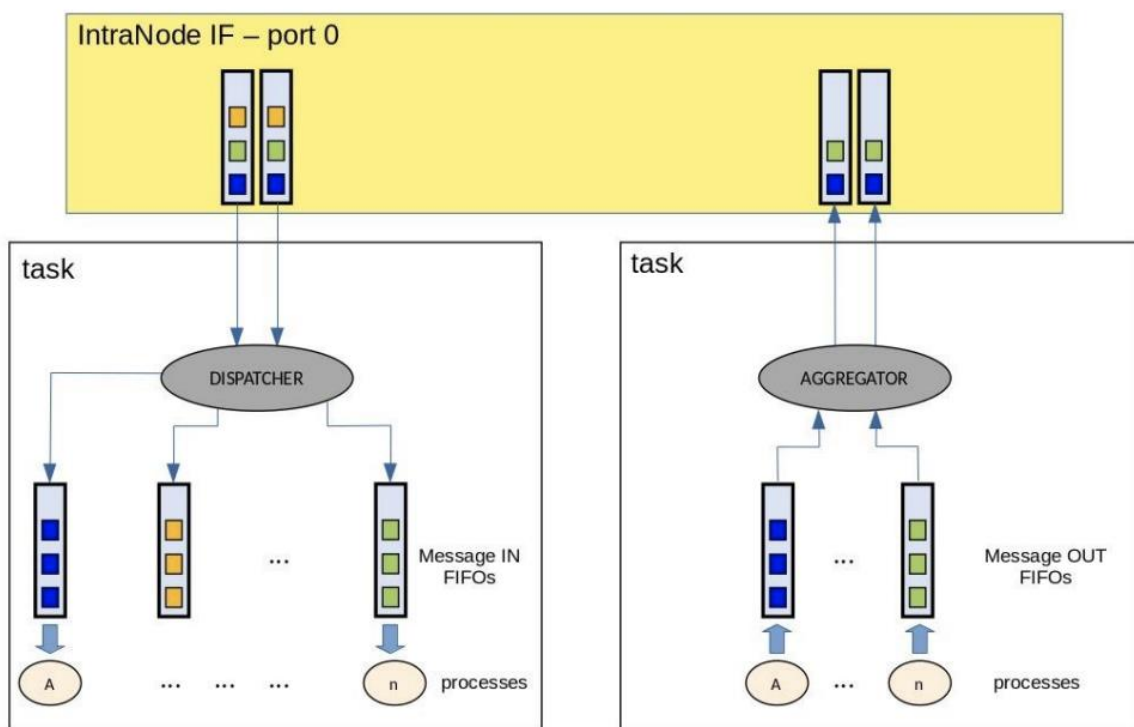 IntraNode IF – port 0
task
DISPATCHER
...
Message IN
FIFOs
A
... ... ...
n
processes
task
AGGREGATOR
...
Message OUT
FIFOs
A
...
n
processes